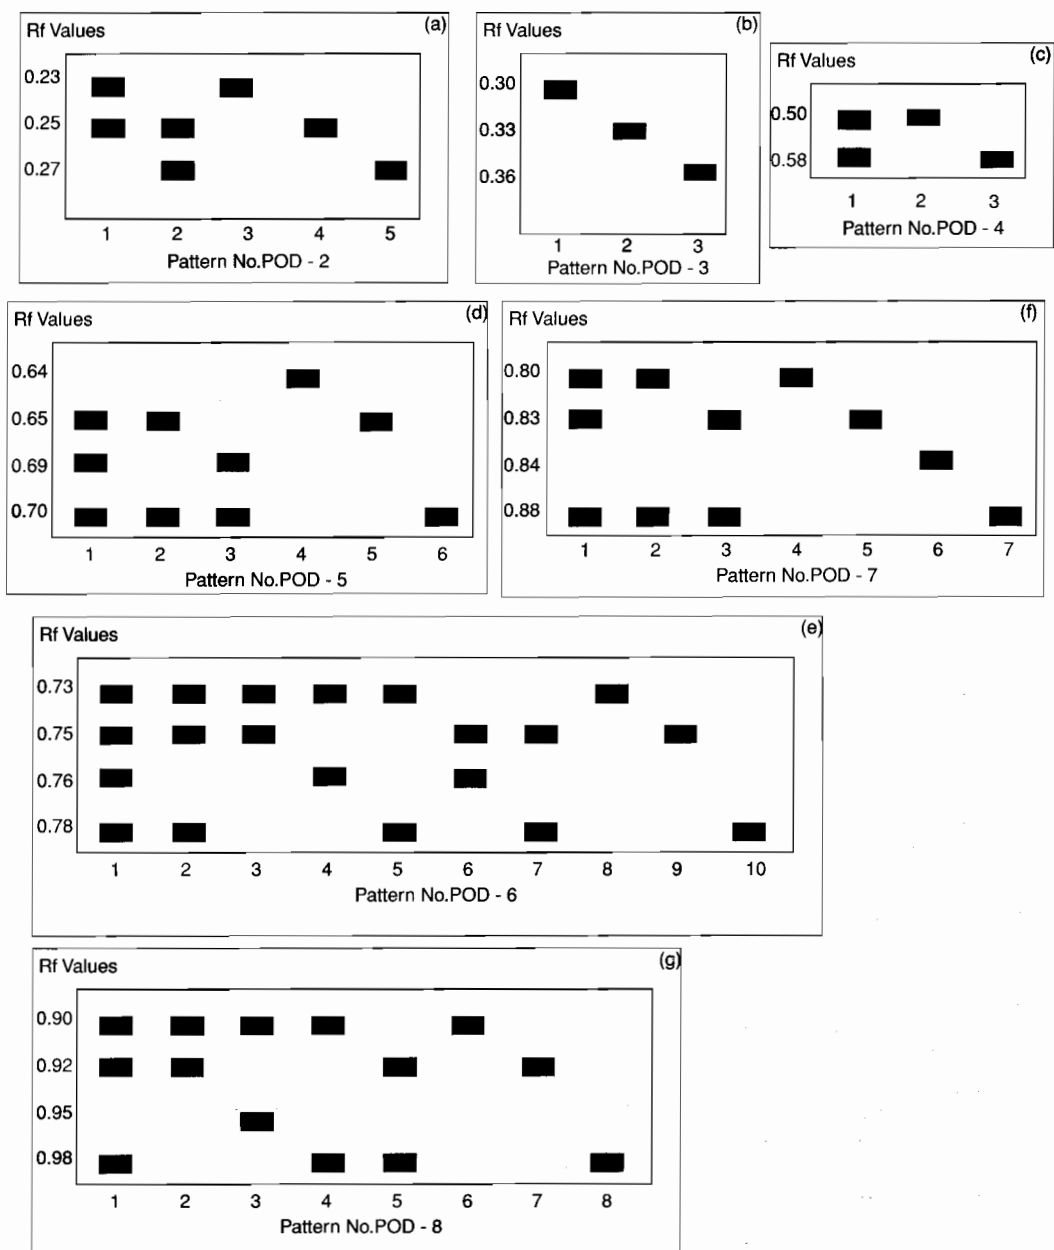 (a)
Rf Values
0.23
0.25
0.27
1 2 3 4 5
Pattern No.POD - 2
(b)
Rf Values
0.30
0.33
0.36
1 2 3
Pattern No.POD - 3
(c)
Rf Values
0.50
0.58
1 2 3
Pattern No.POD - 4
(d)
Rf Values
0.64
0.65
0.69
0.70
1 2 3 4 5 6
Pattern No.POD - 5
(f)
Rf Values
0.80
0.83
0.84
0.88
1 2 3 4 5 6 7
Pattern No.POD - 7
(e)
Rf Values
0.73
0.75
0.76
0.78
1 2 3 4 5 6 7 8 9 10
Pattern No.POD - 6
(g)
Rf Values
0.90
0.92
0.95
0.98
1 2 3 4 5 6 7 8
Pattern No.POD - 8